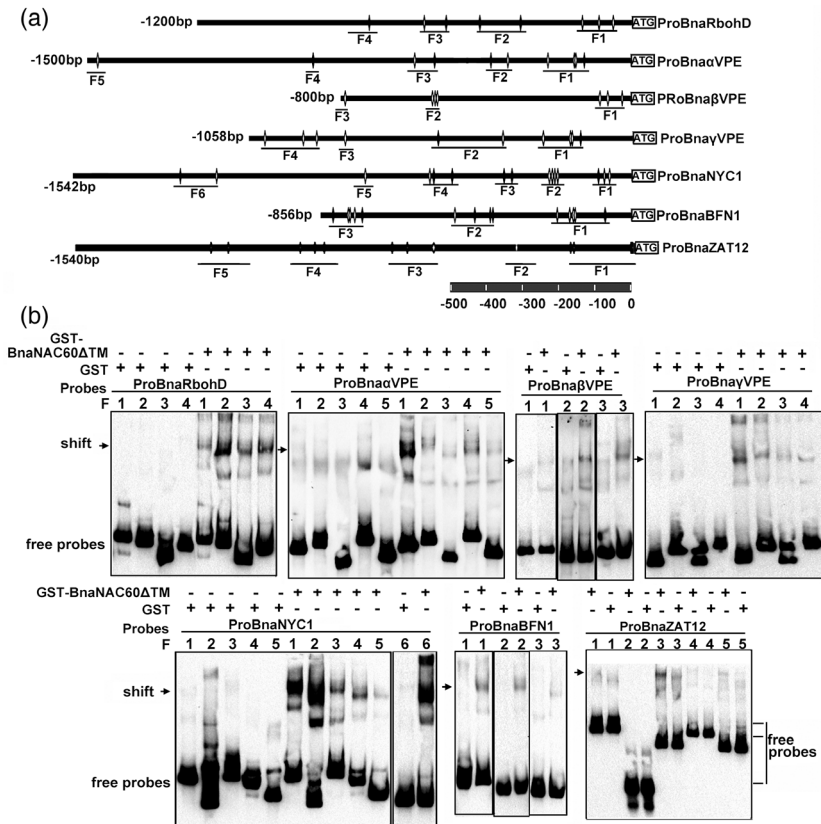 (a)
-1200bp ATG ProBnaRbohD
F4 F3 F2 F1
-1500bp ATG ProBnaαVPE
F5 F4 F3 F2 F1
-800bp ATG PRoBnaβVPE
F3 F2 F1
-1058bp ATG ProBnaγVPE
F4 F3 F2 F1
-1542bp ATG ProBnaNYC1
F6 F5 F4 F3 F2 F1
-856bp ATG ProBnaBFN1
F3 F2 F1
-1540bp ATG ProBnaZAT12
F5 F4 F3 F2 F1
-500 -400 -300 -200 -100 0
(b)
GST-
BnaNAC60ΔTM - - - - + + + + - - - - - + + + + + - + - + - + - - - - + + + +
GST + + + + - - - - + + + + + - - - - - + - + - + - + + + + - - - -
Probes ProBnaRbohD ProBnaαVPE ProBnaβVPE ProBnaγVPE
F 1 2 3 4 1 2 3 4 1 2 3 4 5 1 2 3 4 5 1 1 2 2 3 3 1 2 3 4 1 2 3 4
shift
free probes
GST-BnaNAC60ΔTM - - - - - + + + + + - + - + - + - + + - + - + - + - + -
GST + + + + + - - - - - + - + - + - + - - + - + - + - + - +
Probes ProBnaNYC1 ProBnaBFN1 ProBnaZAT12
F 1 2 3 4 5 1 2 3 4 5 6 6 1 1 2 2 3 3 1 1 2 2 3 3 4 4 5 5
shift
free
probes
free probes